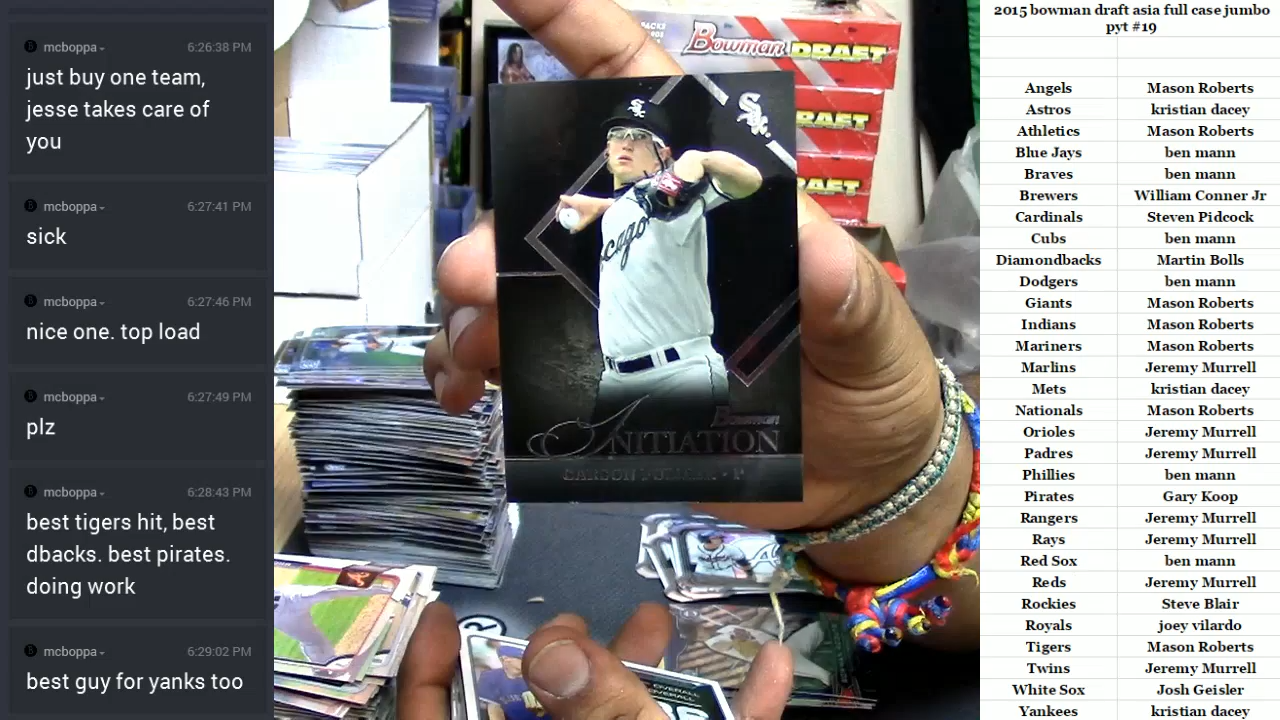 mcboppa
6:26:38 PM
just buy one team,
jesse takes care of
you
mcboppa
6:27:41 PM
sick
mcboppa
6:27:46 PM
nice one. top load
mcboppa
6:27:49 PM
plz
mcboppa
6:28:43 PM
best tigers hit, best
dbacks. best pirates.
doing work
mcboppa
6:29:02 PM
best guy for yanks too
Bowman DRAFT
DRAFT
Sox
Chicago
Bowman
INITIATION
OVERALL
OVERALL
2015 bowman draft asia full case jumbo
pyt #19
Angels Mason Roberts
Astros kristian dacey
Athletics Mason Roberts
Blue Jays ben mann
Braves ben mann
Brewers William Conner Jr
Cardinals Steven Pidcock
Cubs ben mann
Diamondbacks Martin Bolls
Dodgers ben mann
Giants Mason Roberts
Indians Mason Roberts
Mariners Mason Roberts
Marlins Jeremy Murrell
Mets kristian dacey
Nationals Mason Roberts
Orioles Jeremy Murrell
Padres Jeremy Murrell
Phillies ben mann
Pirates Gary Koop
Rangers Jeremy Murrell
Rays Jeremy Murrell
Red Sox ben mann
Reds Jeremy Murrell
Rockies Steve Blair
Royals joey vilardo
Tigers Mason Roberts
Twins Jeremy Murrell
White Sox Josh Geisler
Yankees kristian dacey